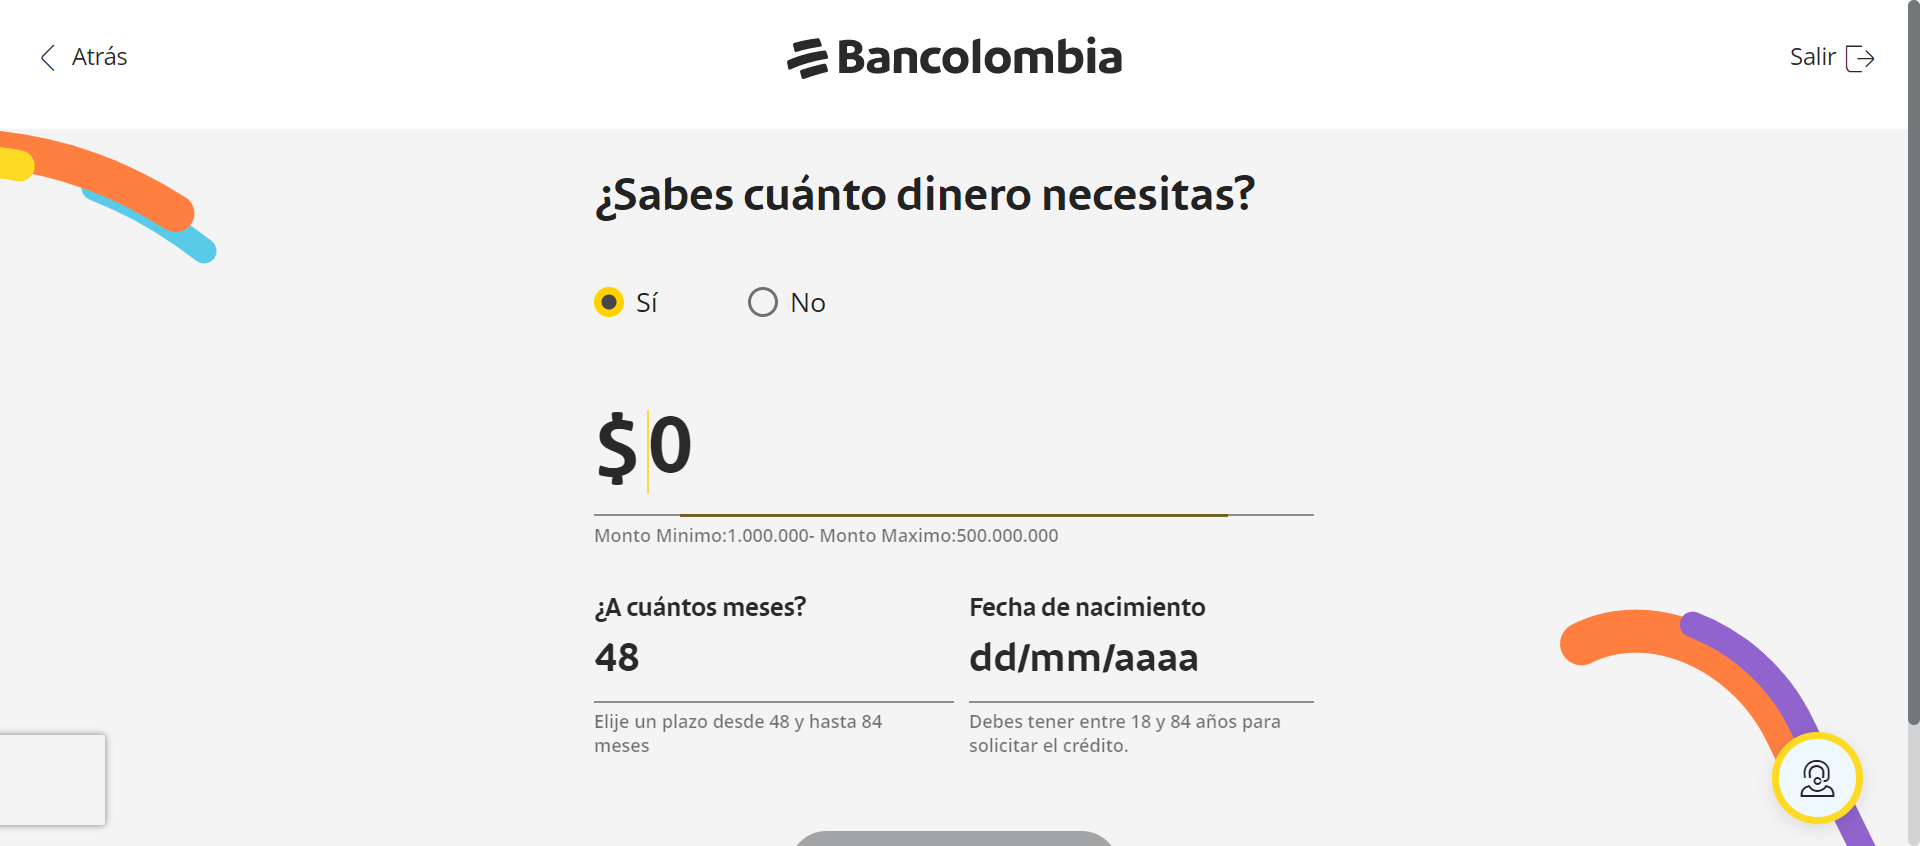 Atrás
Bancolombia
Salir
¿Sabes cuánto dinero necesitas?
Sí
No
$ 0
Monto Minimo:1.000.000- Monto Maximo:500.000.000
¿A cuántos meses?
48
Elije un plazo desde 48 y hasta 84
meses
Fecha de nacimiento
dd/mm/aaaa
Debes tener entre 18 y 84 años para
solicitar el crédito.